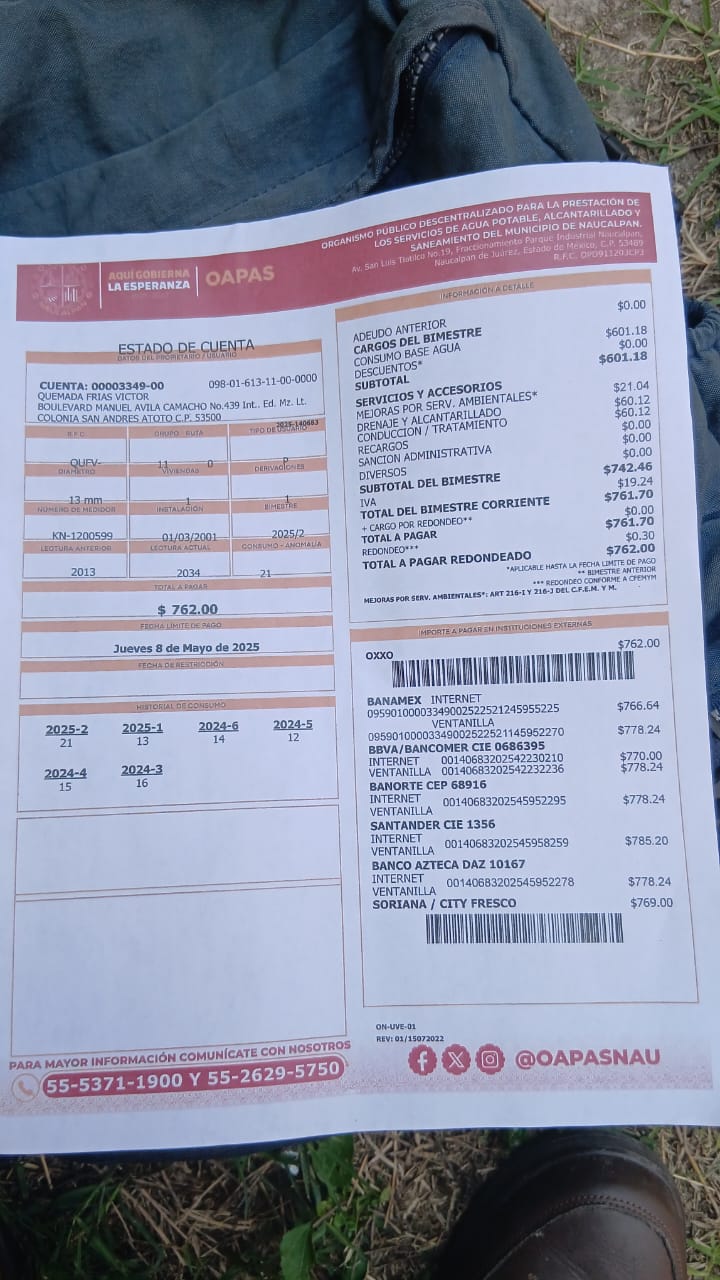 ORGANISMO PÚBLICO DESCENTRALIZADO PARA LA PRESTACIÓN DE
LOS SERVICIOS DE AGUA POTABLE, ALCANTARILLADO Y
SANEAMIENTO DEL MUNICIPIO DE NAUCALPAN.
Av. San Luis Tlatilco No.19, Fraccionamiento Parque Industrial Naucalpan,
Naucalpan de Juárez, Estado de México, C.P. 53489
R.F.C. OPD911203CP3
AQUÍ GOBIERNA
LA ESPERANZA
OAPAS
ESTADO DE CUENTA
DATOS DEL PROPIETARIO / USUARIO
CUENTA: 00003349-00 098-01-613-11-00-0000
QUEMADA FRIAS VICTOR
BOULEVARD MANUEL AVILA CAMACHO No.439 Int.. Ed. Mz. Lt.
COLONIA SAN ANDRES ATOTO C.P. 53500
2025-140683
R.F.C. GRUPO - RUTA TIPO DE USUARIO
QUFV- 11 0 P
DIÁMETRO VIVIENDAS DERIVACIONES
13 mm 1 1
NÚMERO DE MEDIDOR INSTALACIÓN BIMESTRE
KN-1200599 01/03/2001 2025/2
LECTURA ANTERIOR LECTURA ACTUAL CONSUMO - ANOMALÍA
2013 2034 21
TOTAL A PAGAR
$ 762.00
FECHA LÍMITE DE PAGO
Jueves 8 de Mayo de 2025
FECHA DE RESTRICCIÓN
HISTORIAL DE CONSUMO
2025-2 2025-1 2024-6 2024-5
21 13 14 12
2024-4 2024-3
15 16
PARA MAYOR INFORMACIÓN COMUNÍCATE CON NOSOTROS
55-5371-1900 Y 55-2629-5750
INFORMACIÓN A DETALLE
ADEUDO ANTERIOR $0.00
CARGOS DEL BIMESTRE
CONSUMO BASE AGUA $601.18
DESCUENTOS* $0.00
SUBTOTAL $601.18
SERVICIOS Y ACCESORIOS
MEJORAS POR SERV. AMBIENTALES* $21.04
DRENAJE Y ALCANTARILLADO $60.12
CONDUCCION / TRATAMIENTO $60.12
RECARGOS $0.00
SANCION ADMINISTRATIVA $0.00
DIVERSOS $0.00
SUBTOTAL DEL BIMESTRE $742.46
IVA $19.24
TOTAL DEL BIMESTRE CORRIENTE $761.70
+ CARGO POR REDONDEO** $0.00
TOTAL A PAGAR $761.70
REDONDEO*** $0.30
TOTAL A PAGAR REDONDEADO $762.00
*APLICABLE HASTA LA FECHA LIMITE DE PAGO
** BIMESTRE ANTERIOR
*** REDONDEO CONFORME A CFEMYM
MEJORAS POR SERV. AMBIENTALES*: ART 216-I Y 216-J DEL C.F.E.M. Y M.
IMPORTE A PAGAR EN INSTITUCIONES EXTERNAS
OXXO $762.00
BANAMEX INTERNET
09590100003349002522521245955225 $766.64
VENTANILLA
09590100003349002522521145952270 $778.24
BBVA/BANCOMER CIE 0686395
INTERNET 00140683202542230210 $770.00
VENTANILLA 00140683202542232236 $778.24
BANORTE CEP 68916
INTERNET
VENTANILLA 00140683202545952295 $778.24
SANTANDER CIE 1356
INTERNET
VENTANILLA 00140683202545958259 $785.20
BANCO AZTECA DAZ 10167
INTERNET
VENTANILLA 00140683202545952278 $778.24
SORIANA / CITY FRESCO $769.00
ON-UVE-01
REV: 01/15072022
@OAPASNAU